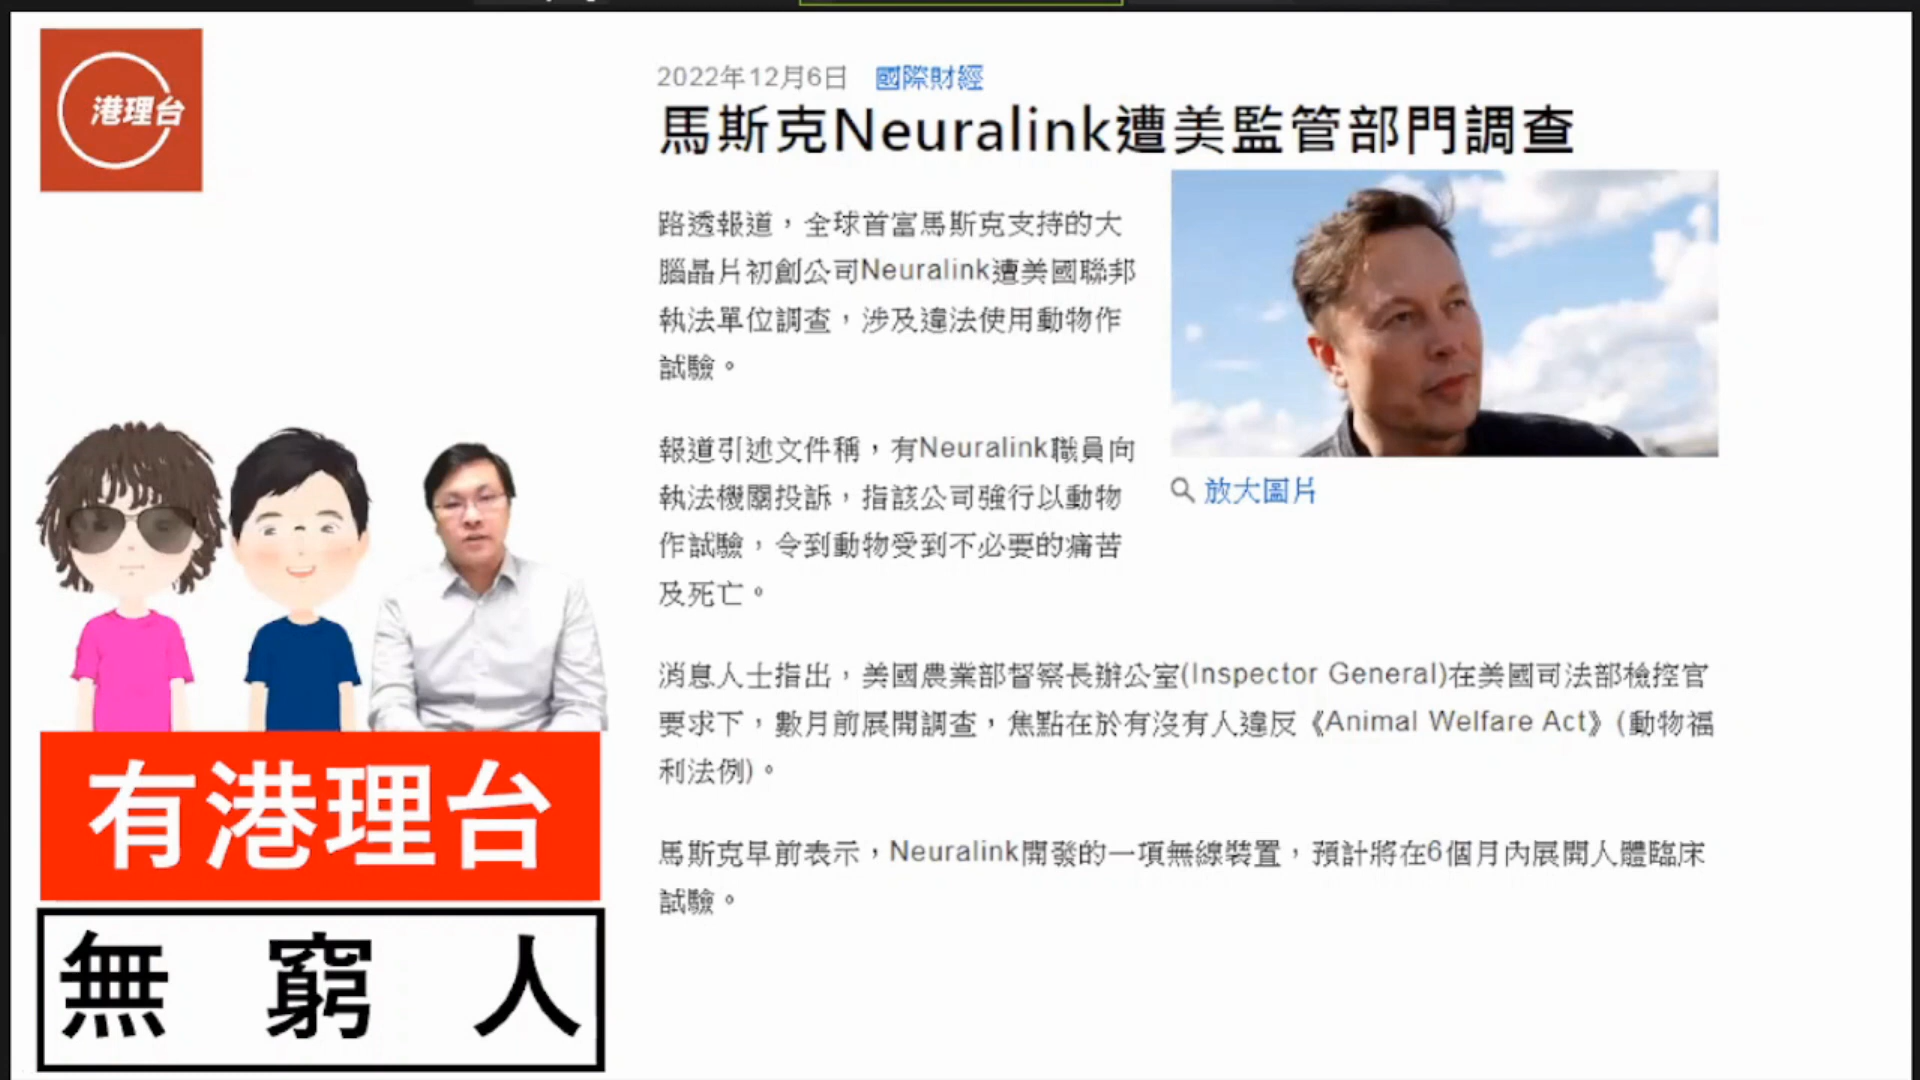 港理台
2022年12月6日 國際財經
馬斯克Neuralink遭美監管部門調查
路透報道，全球首富馬斯克支持的大
腦晶片初創公司Neuralink遭美國聯邦
執法單位調查，涉及違法使用動物作
試驗。
報道引述文件稱，有Neuralink職員向
執法機關投訴，指該公司強行以動物
作試驗，令到動物受到不必要的痛苦
及死亡。
放大圖片
消息人士指出，美國農業部督察長辦公室(Inspector General)在美國司法部檢控官
要求下，數月前展開調查，焦點在於有沒有人違反《Animal Welfare Act》(動物福
利法例)。
馬斯克早前表示，Neuralink開發的一項無線裝置，預計將在6個月內展開人體臨床
試驗。
有港理台
無窮人